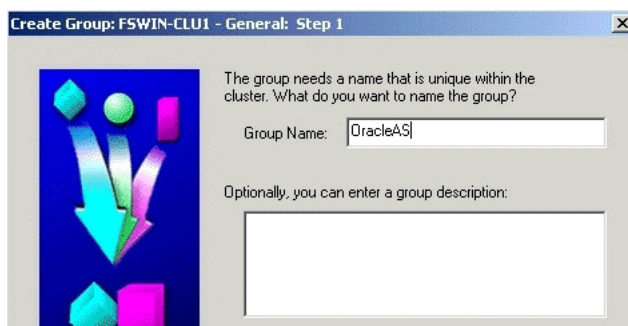 Create Group: FSWIN-CLU1 - General: Step 1
The group needs a name that is unique within the
cluster. What do you want to name the group?
Group Name: OracleAS
Optionally, you can enter a group description: